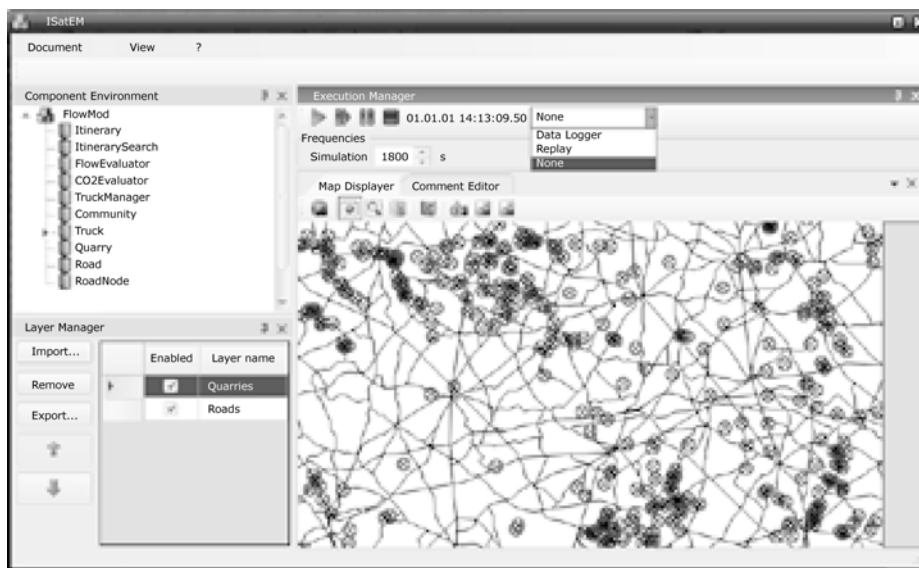 ISatEM
Document View ?
Component Environment
FlowMod
Itinerary
ItinerarySearch
FlowEvaluator
CO2Evaluator
TruckManager
Community
Truck
Quarry
Road
RoadNode
Execution Manager
01.01.01 14:13:09.50 None
Data Logger
Replay
None
Frequencies
Simulation 1800 s
Map Displayer Comment Editor
Layer Manager
Import...
Remove
Export...
Enabled Layer name
Quarries
Roads